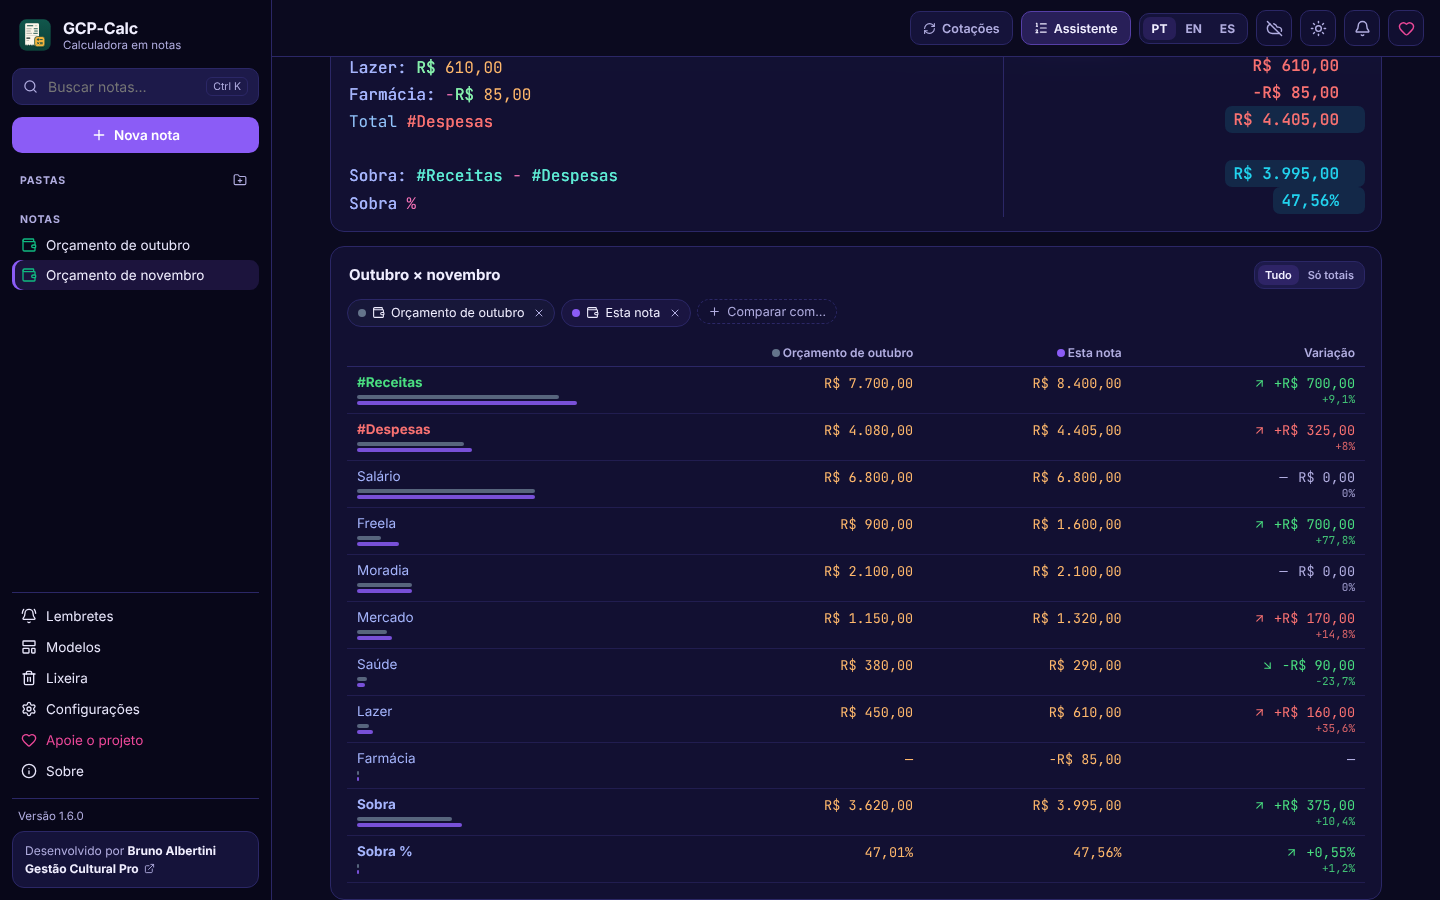 GCP-Calc
Calculadora em notas
Buscar notas...
Ctrl K
Nova nota
PASTAS
NOTAS
Orçamento de outubro
Orçamento de novembro
Lembretes
Modelos
Lixeira
Configurações
Apoie o projeto
Sobre
Versão 1.6.0
Desenvolvido por Bruno Albertini
Gestão Cultural Pro
Cotações
Assistente
PT EN ES
Lazer: R$ 610,00 R$ 610,00
Farmácia: -R$ 85,00 -R$ 85,00
Total #Despesas R$ 4.405,00
Sobra: #Receitas - #Despesas R$ 3.995,00
Sobra % 47,56%
Outubro × novembro
Tudo Só totais
Orçamento de outubro × Esta nota × + Comparar com...
Orçamento de outubro Esta nota Variação
#Receitas R$ 7.700,00 R$ 8.400,00 +R$ 700,00
+9,1%
#Despesas R$ 4.080,00 R$ 4.405,00 +R$ 325,00
+8%
Salário R$ 6.800,00 R$ 6.800,00 — R$ 0,00
0%
Freela R$ 900,00 R$ 1.600,00 +R$ 700,00
+77,8%
Moradia R$ 2.100,00 R$ 2.100,00 — R$ 0,00
0%
Mercado R$ 1.150,00 R$ 1.320,00 +R$ 170,00
+14,8%
Saúde R$ 380,00 R$ 290,00 -R$ 90,00
-23,7%
Lazer R$ 450,00 R$ 610,00 +R$ 160,00
+35,6%
Farmácia — -R$ 85,00 —
Sobra R$ 3.620,00 R$ 3.995,00 +R$ 375,00
+10,4%
Sobra % 47,01% 47,56% +0,55%
+1,2%